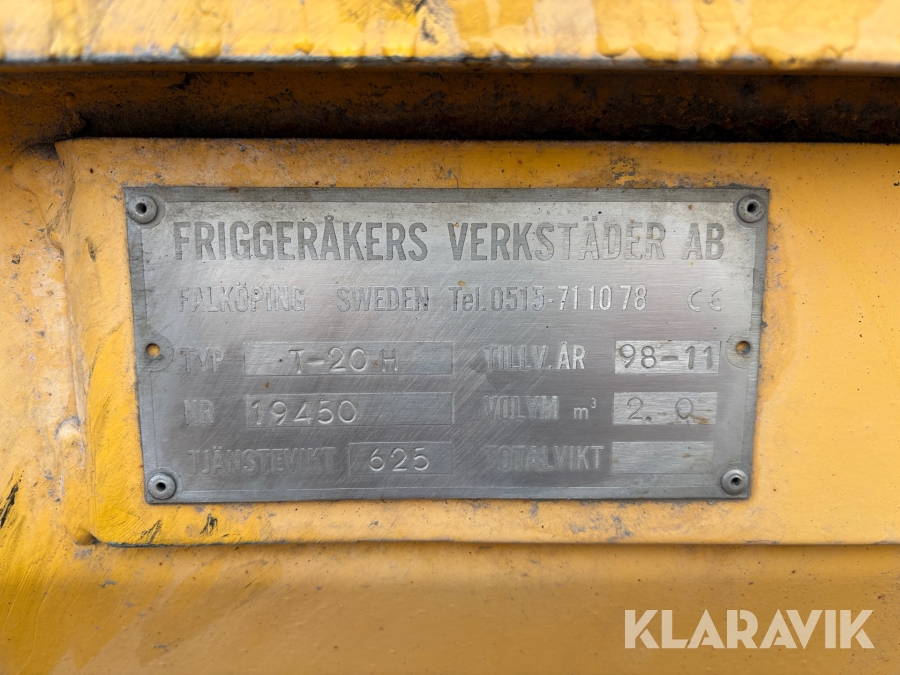 FRIGGERÅKERS VERKSTÄDER AB
FALKÖPING SWEDEN Tel. 0515-71 10 78 CE
TYP T-20 H TILLV. ÅR 98-11
NR 19450 VOLYM m³ 2.0
TJÄNSTEVIKT 625 TOTALVIKT
KLARAVIK